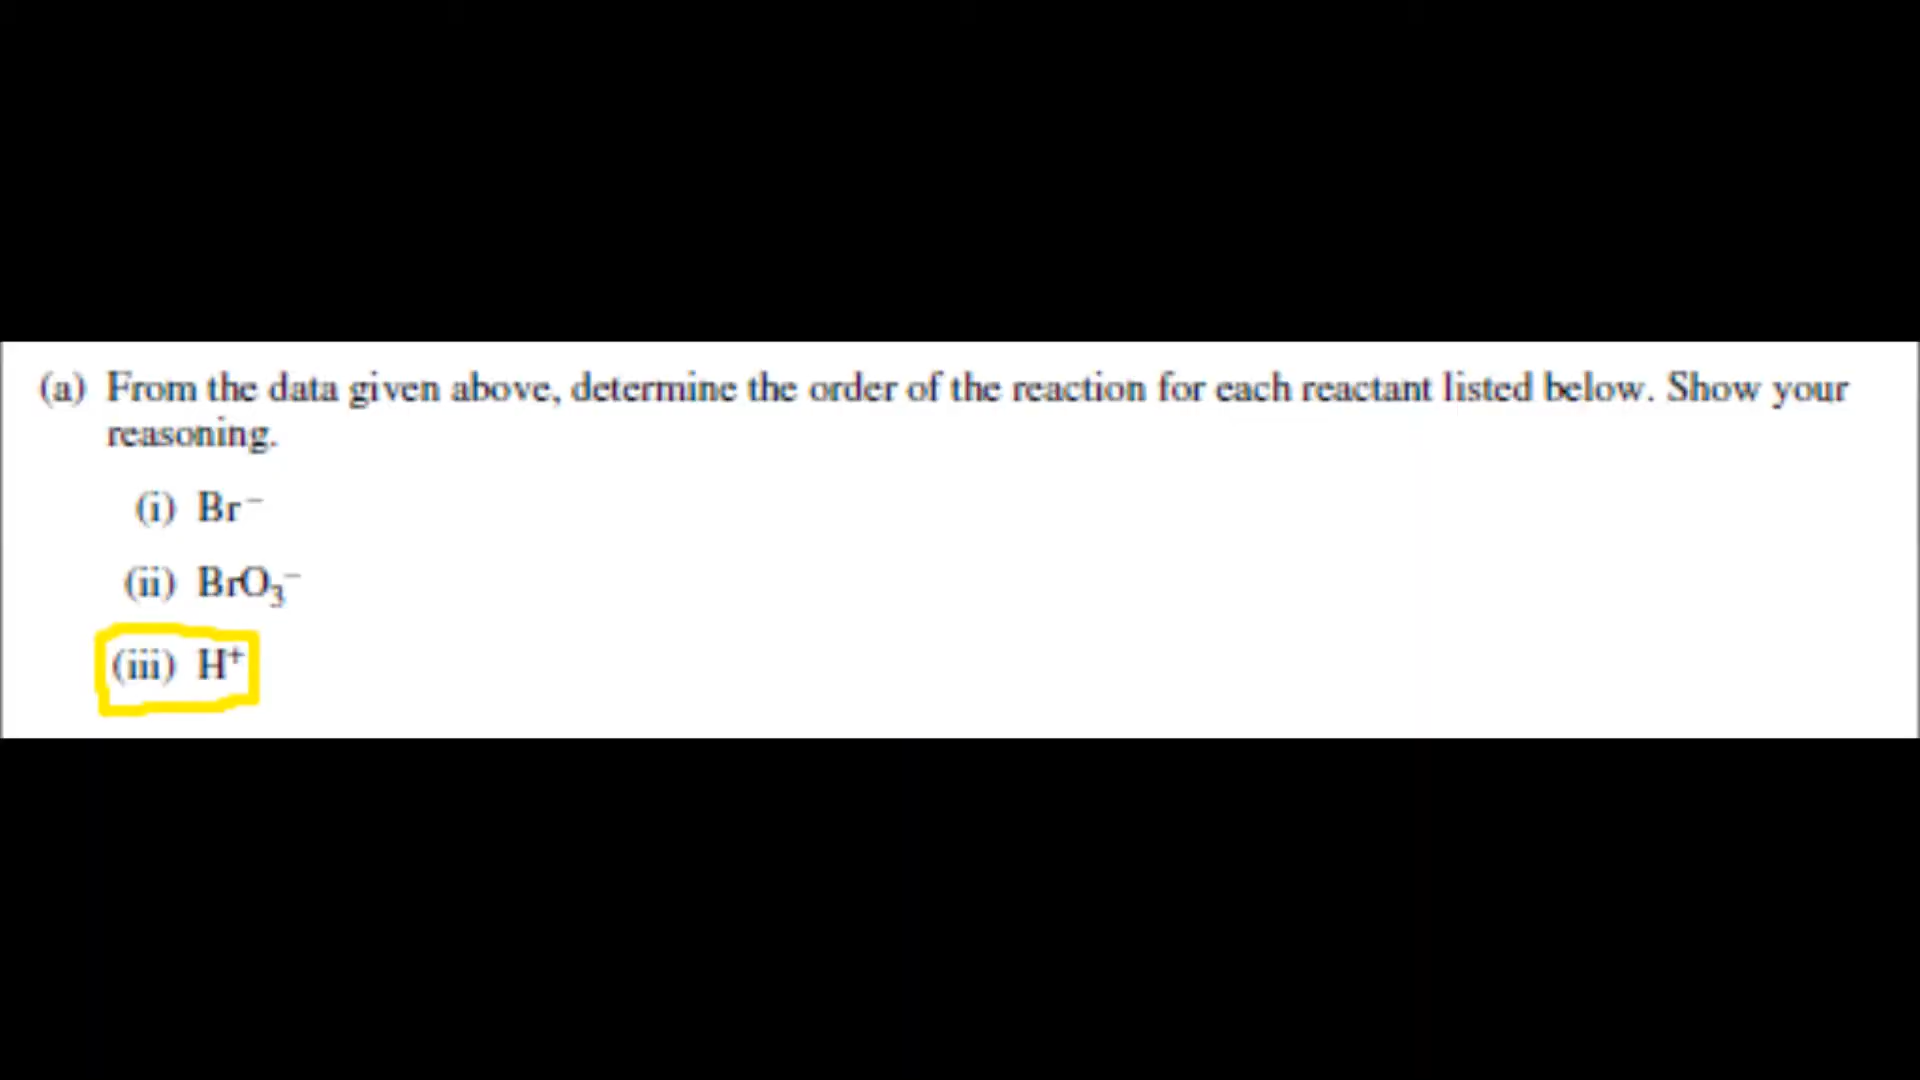 (a) From the data given above, determine the order of the reaction for each reactant listed below. Show your
reasoning.
(i) Br⁻
(ii) BrO₃⁻
(iii) H⁺